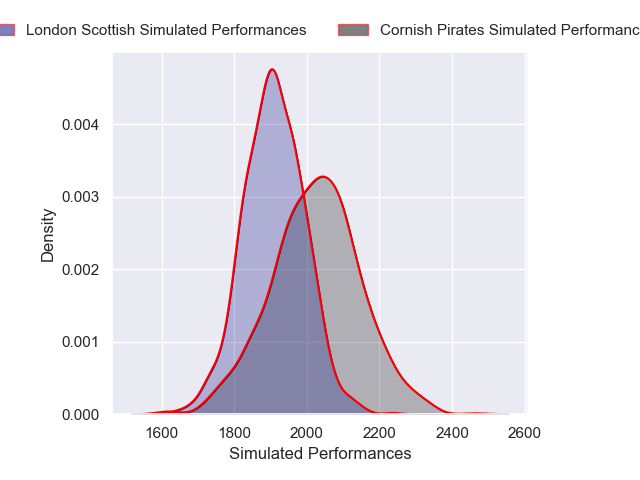 London Scottish Simulated Performances
Cornish Pirates Simulated Performanc
0.004
0.003
0.002
0.001
0.000
Density
1600 1800 2000 2200 2400 2600
Simulated Performances